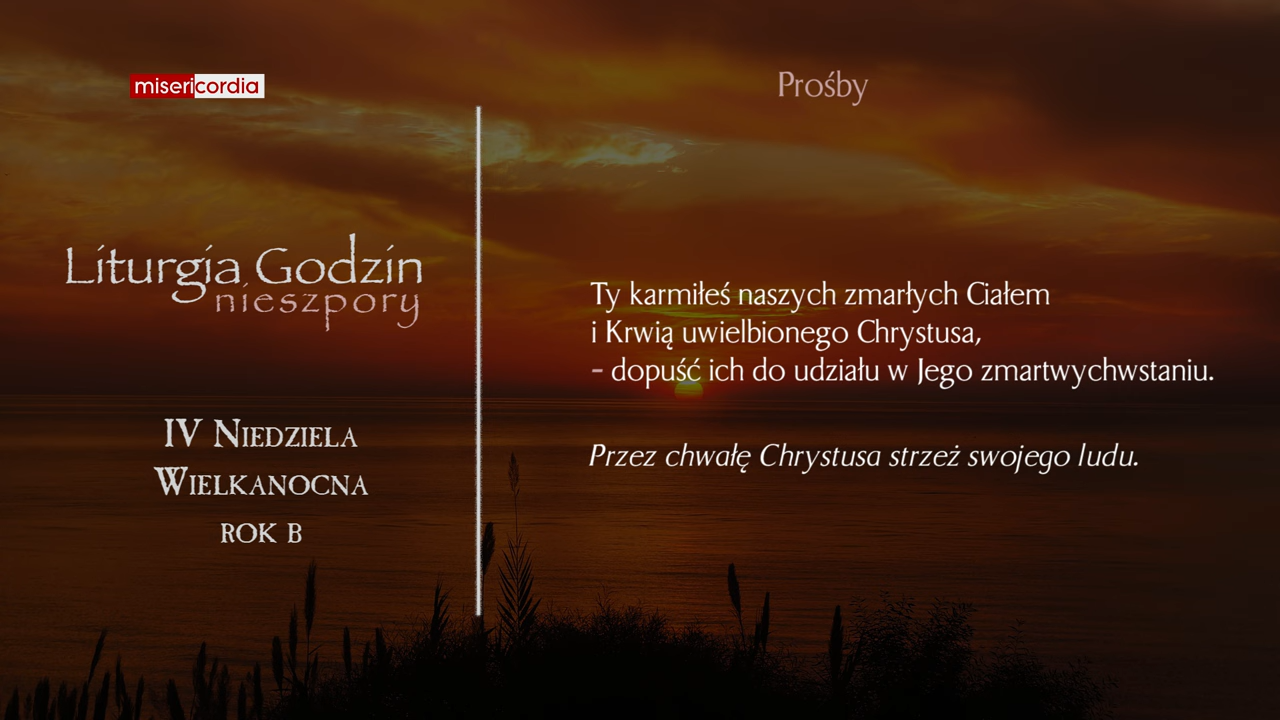 misericordia
Prośby
Liturgia Godzin
nieszpory
IV Niedziela
Wielkanocna
rok B
Ty karmiłeś naszych zmarłych Ciałem
i Krwią uwielbionego Chrystusa,
- dopuść ich do udziału w Jego zmartwychwstaniu.
Przez chwałę Chrystusa strzeż swojego ludu.